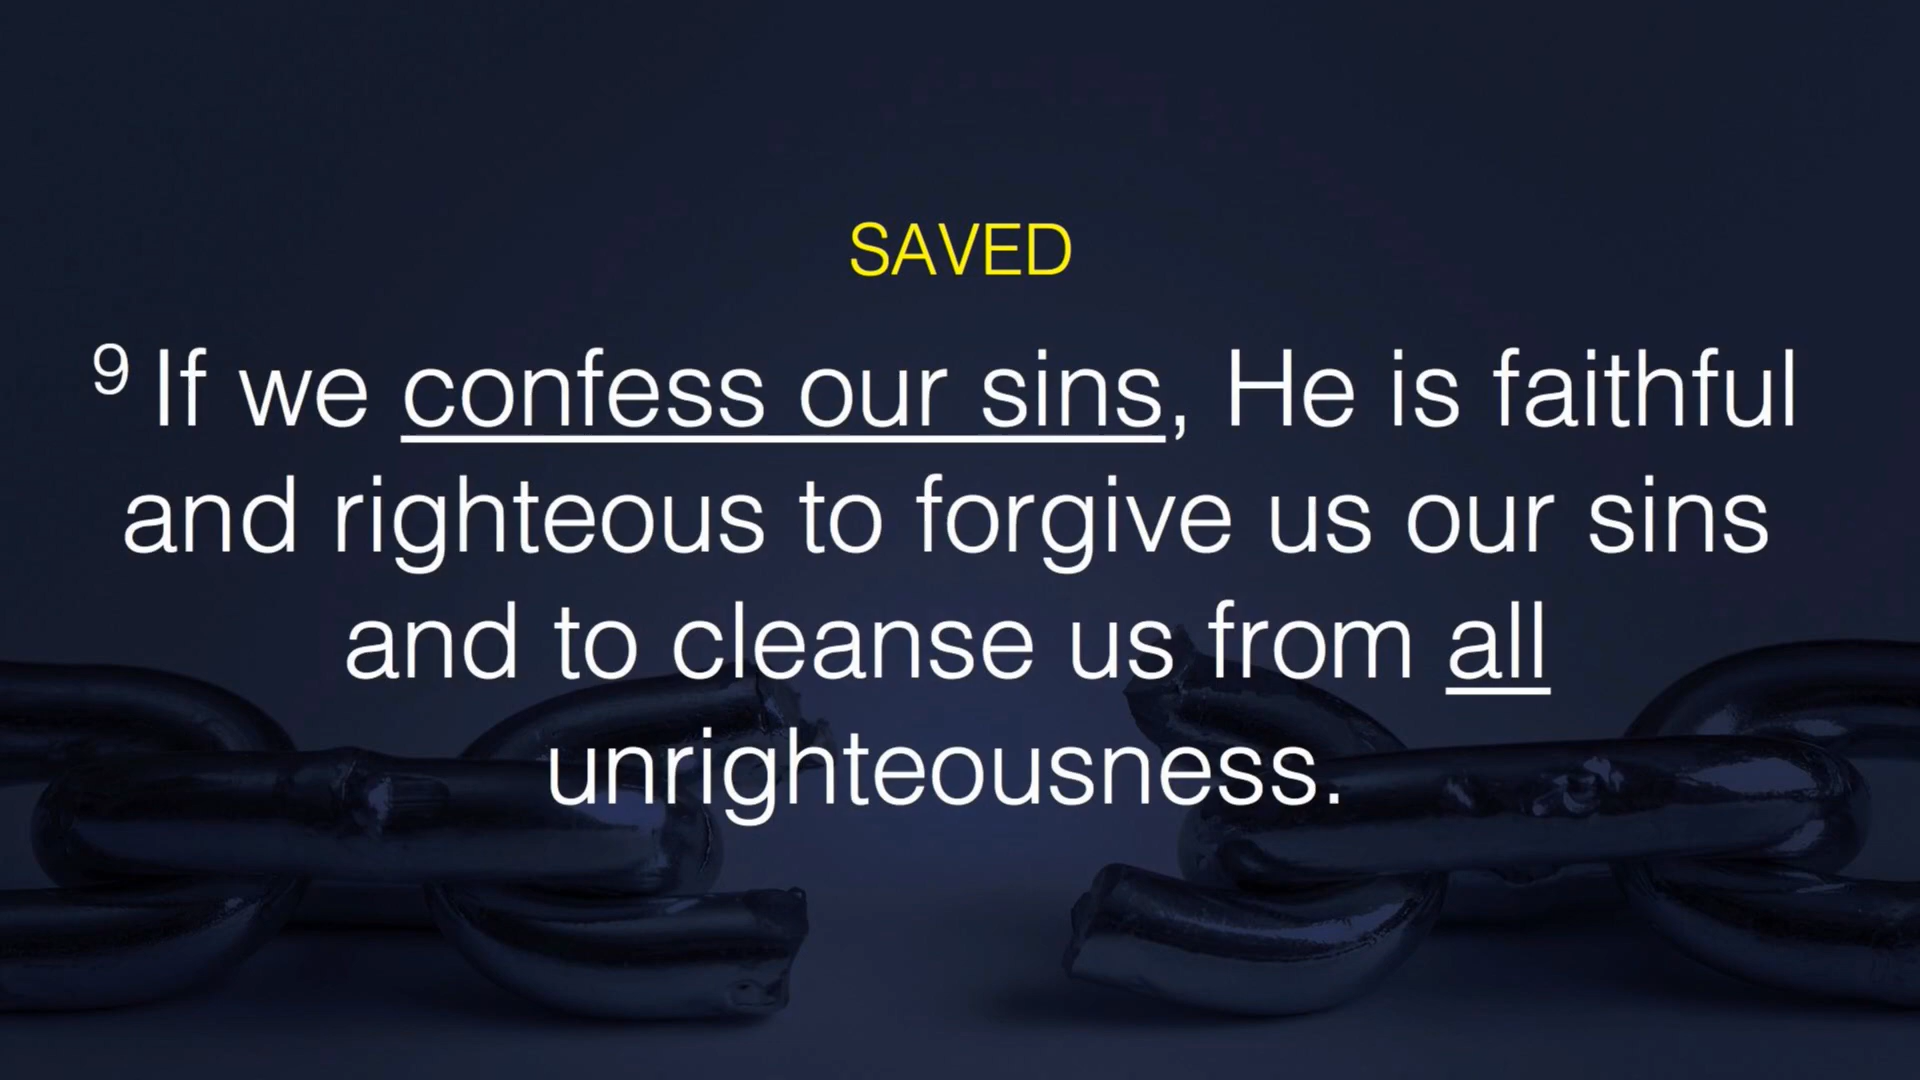 SAVED
9 If we confess our sins, He is faithful
and righteous to forgive us our sins
and to cleanse us from all
unrighteousness.